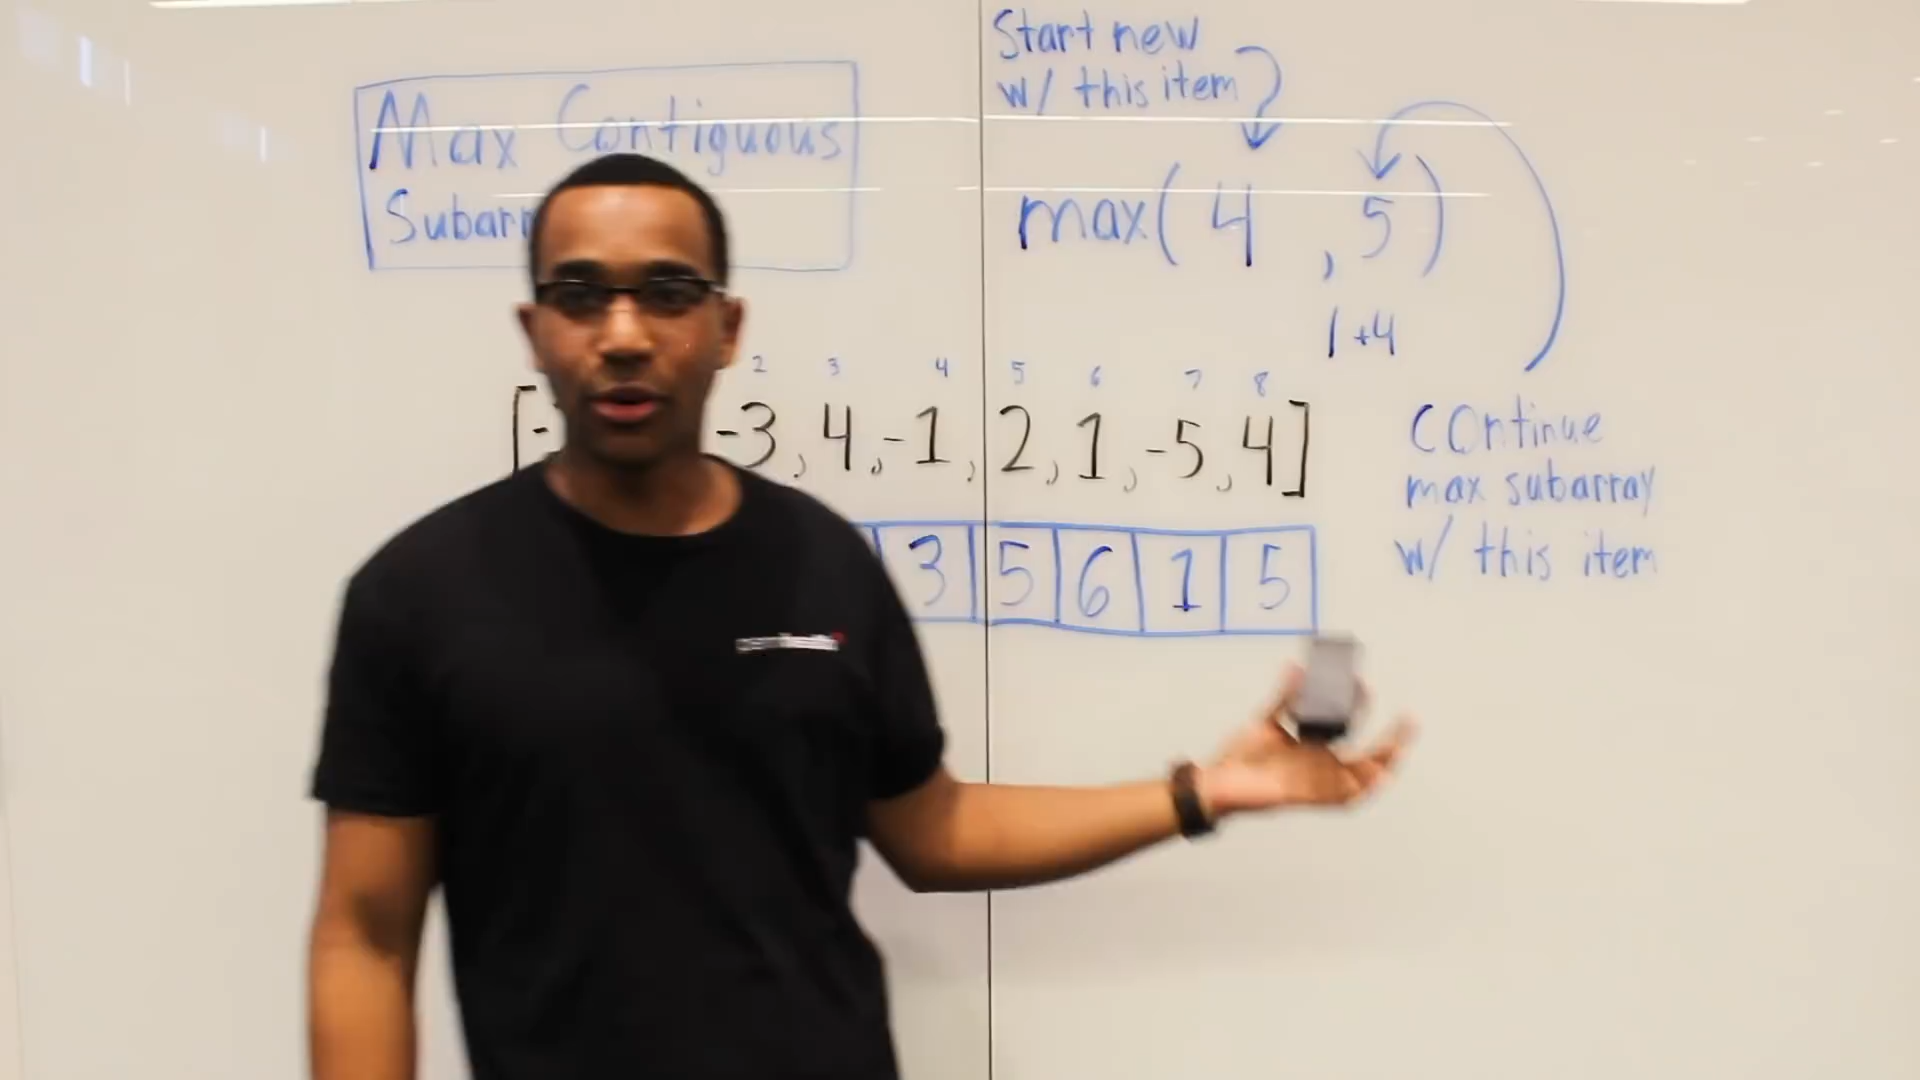 Start new
w/ this item
Max Contiguous
Subarr
max( 4 , 5 )
1+4
2 3 4 5 6 7 8
[- -3, 4, -1, 2, 1, -5, 4]
continue
max subarray
w/ this item
3 5 6 1 5